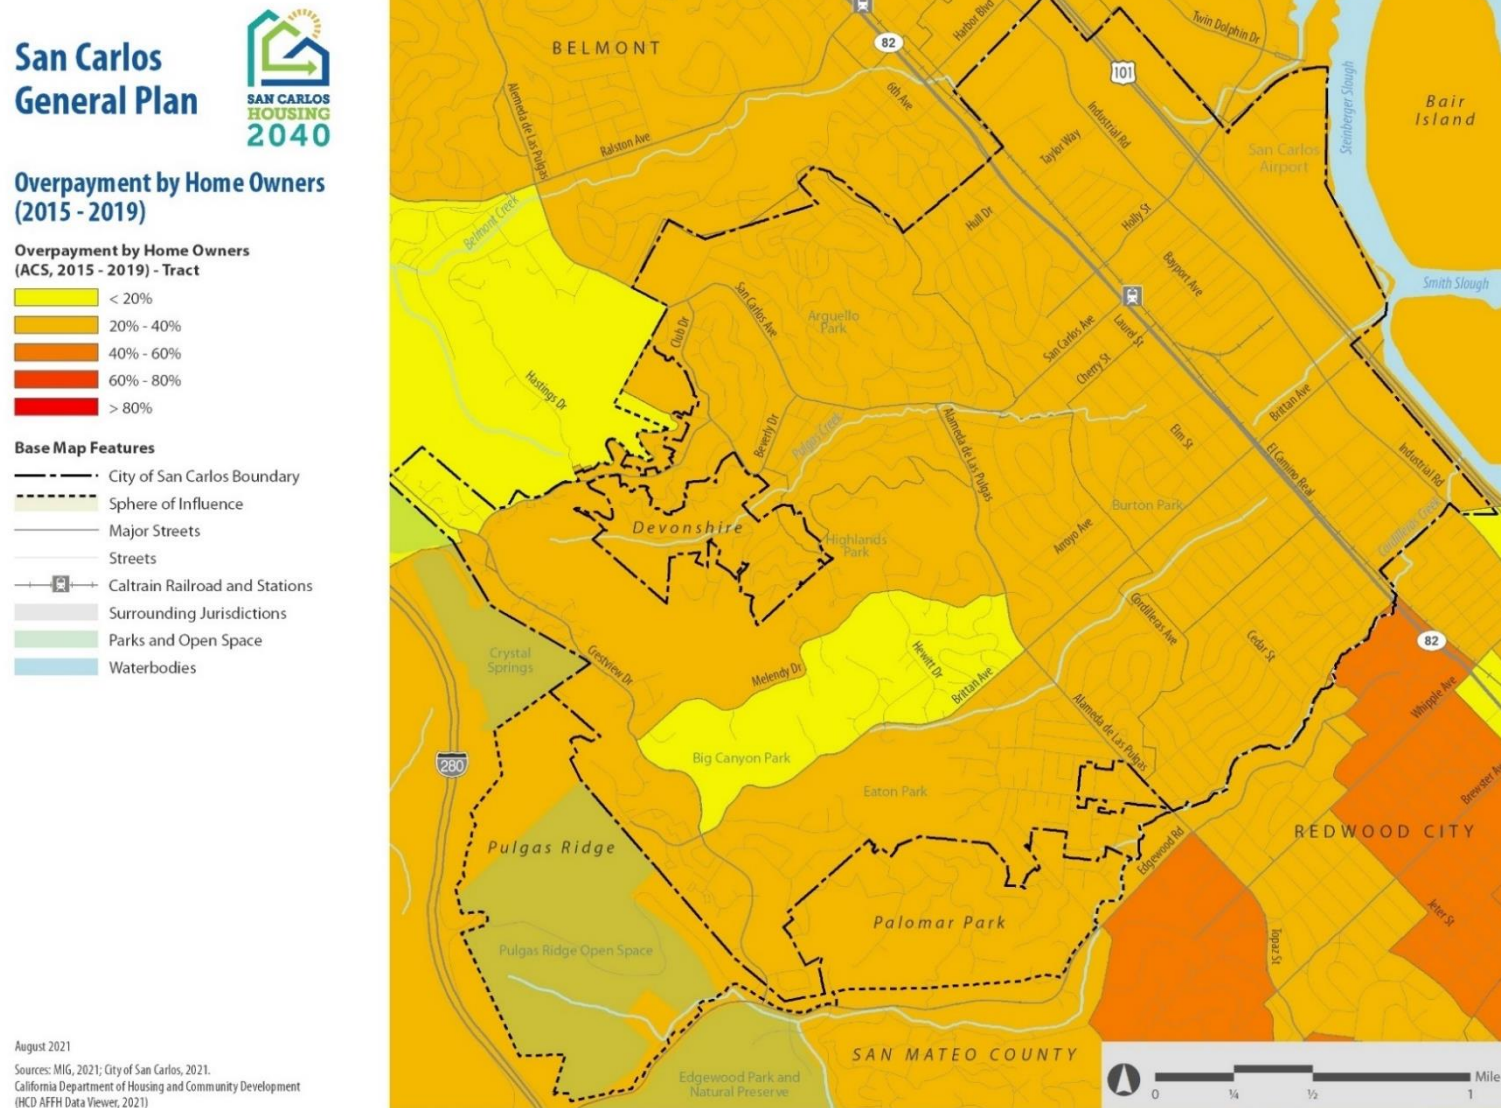 San Carlos
General Plan
SAN CARLOS
HOUSING
2040
Overpayment by Home Owners
(2015 - 2019)
Overpayment by Home Owners
(ACS, 2015 - 2019) - Tract
< 20%
20% - 40%
40% - 60%
60% - 80%
> 80%
Base Map Features
City of San Carlos Boundary
Sphere of Influence
Major Streets
Streets
Caltrain Railroad and Stations
Surrounding Jurisdictions
Parks and Open Space
Waterbodies
August 2021
Sources: MIG, 2021; City of San Carlos, 2021.
California Department of Housing and Community Development
(HCD AFFH Data Viewer, 2021)
BELMONT
82
Harbor Blvd
Twin Dolphin Dr
101
Alameda de Las Pulgas
6th Ave
Ralston Ave
Industrial Rd
Taylor Way
Steinberger Slough
Bair
Island
San Carlos
Airport
Belmont Creek
Hull Dr
Holly St
Bayport Ave
Smith Slough
San Carlos Ave
Club Dr
Arguello
Park
San Carlos Ave
Laurel St
Cherry St
Hastings Dr
Beverly Dr
Pulgas Creek
Alameda de Las Pulgas
Elm St
Brittan Ave
El Camino Real
Industrial Rd
Devonshire
Highlands
Park
Burton Park
Arroyo Ave
Cordilleras Creek
Crystal
Springs
Crestview Dr
Melendy Dr
Hewitt Dr
Brittan Ave
Cordilleras Ave
Cedar St
82
Whipple Ave
280
Big Canyon Park
Alameda de Las Pulgas
Eaton Park
Brewster Av
Pulgas Ridge
Edgewood Rd
REDWOOD CITY
Palomar Park
Jeter St
Topaz St
Pulgas Ridge Open Space
SAN MATEO COUNTY
Edgewood Park and
Natural Preserve
0
¼
½
1
Mile